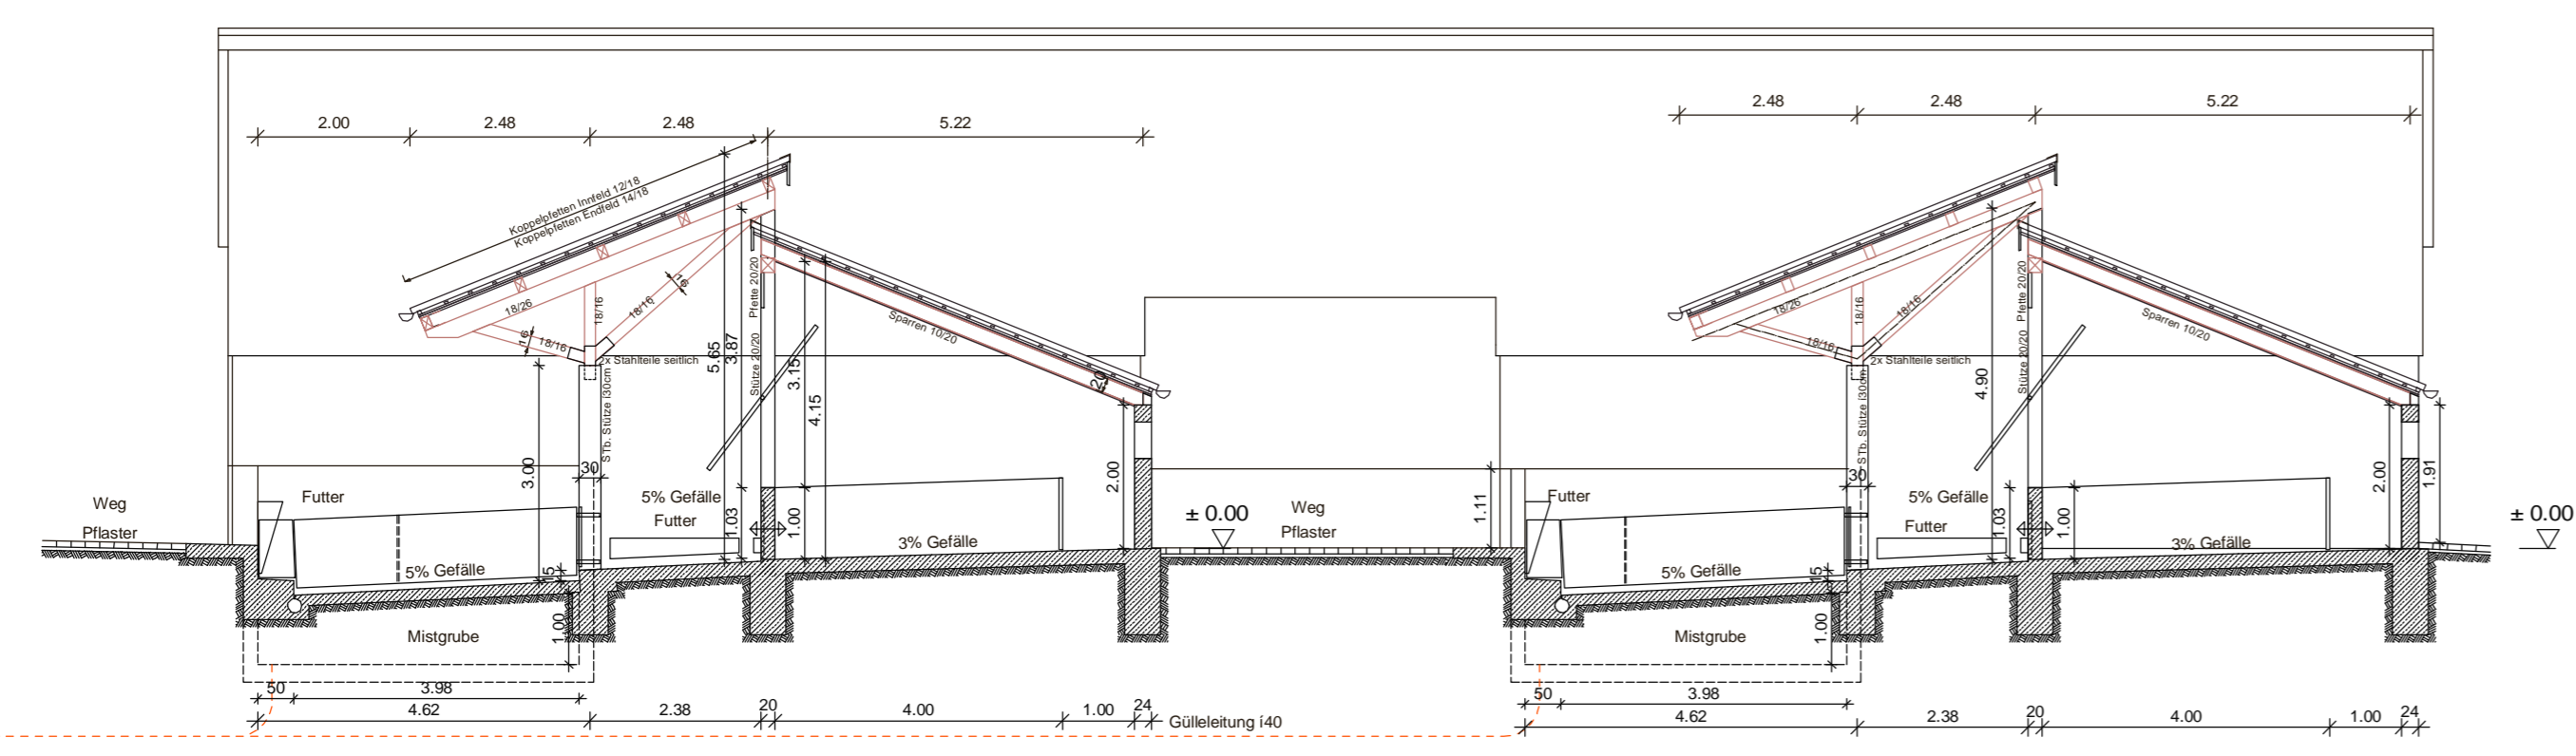 2.00 2.48 2.48 5.22
2.48 2.48 5.22
Koppelpfetten Innfeld 12/18
Koppelpfetten Endfeld 14/18
18/26
18/16
18/16
16
16
18/16
2x Stahlteile seitlich
STb. Stütze í30cm
5.65
3.87
Stütze 20/20 Pfette 20/20
3.15
4.15
Sparren 10/20
20
3.00
30
2.00
Weg
Pflaster
Futter
5% Gefälle
Futter
1.03
1.00
3% Gefälle
5% Gefälle
15
1.00
Mistgrube
± 0.00
Weg
Pflaster
1.11
18/26
18/16
18/16
18/16
2x Stahlteile seitlich
STb. Stütze í30cm
4.90
Stütze 20/20 Pfette 20/20
Sparren 10/20
30
2.00
1.91
± 0.00
Futter
5% Gefälle
Futter
1.03
1.00
3% Gefälle
5% Gefälle
15
1.00
Mistgrube
50 3.98
4.62 2.38 20 4.00 1.00 24
Gülleleitung í40
50 3.98
4.62 2.38 20 4.00 1.00 24